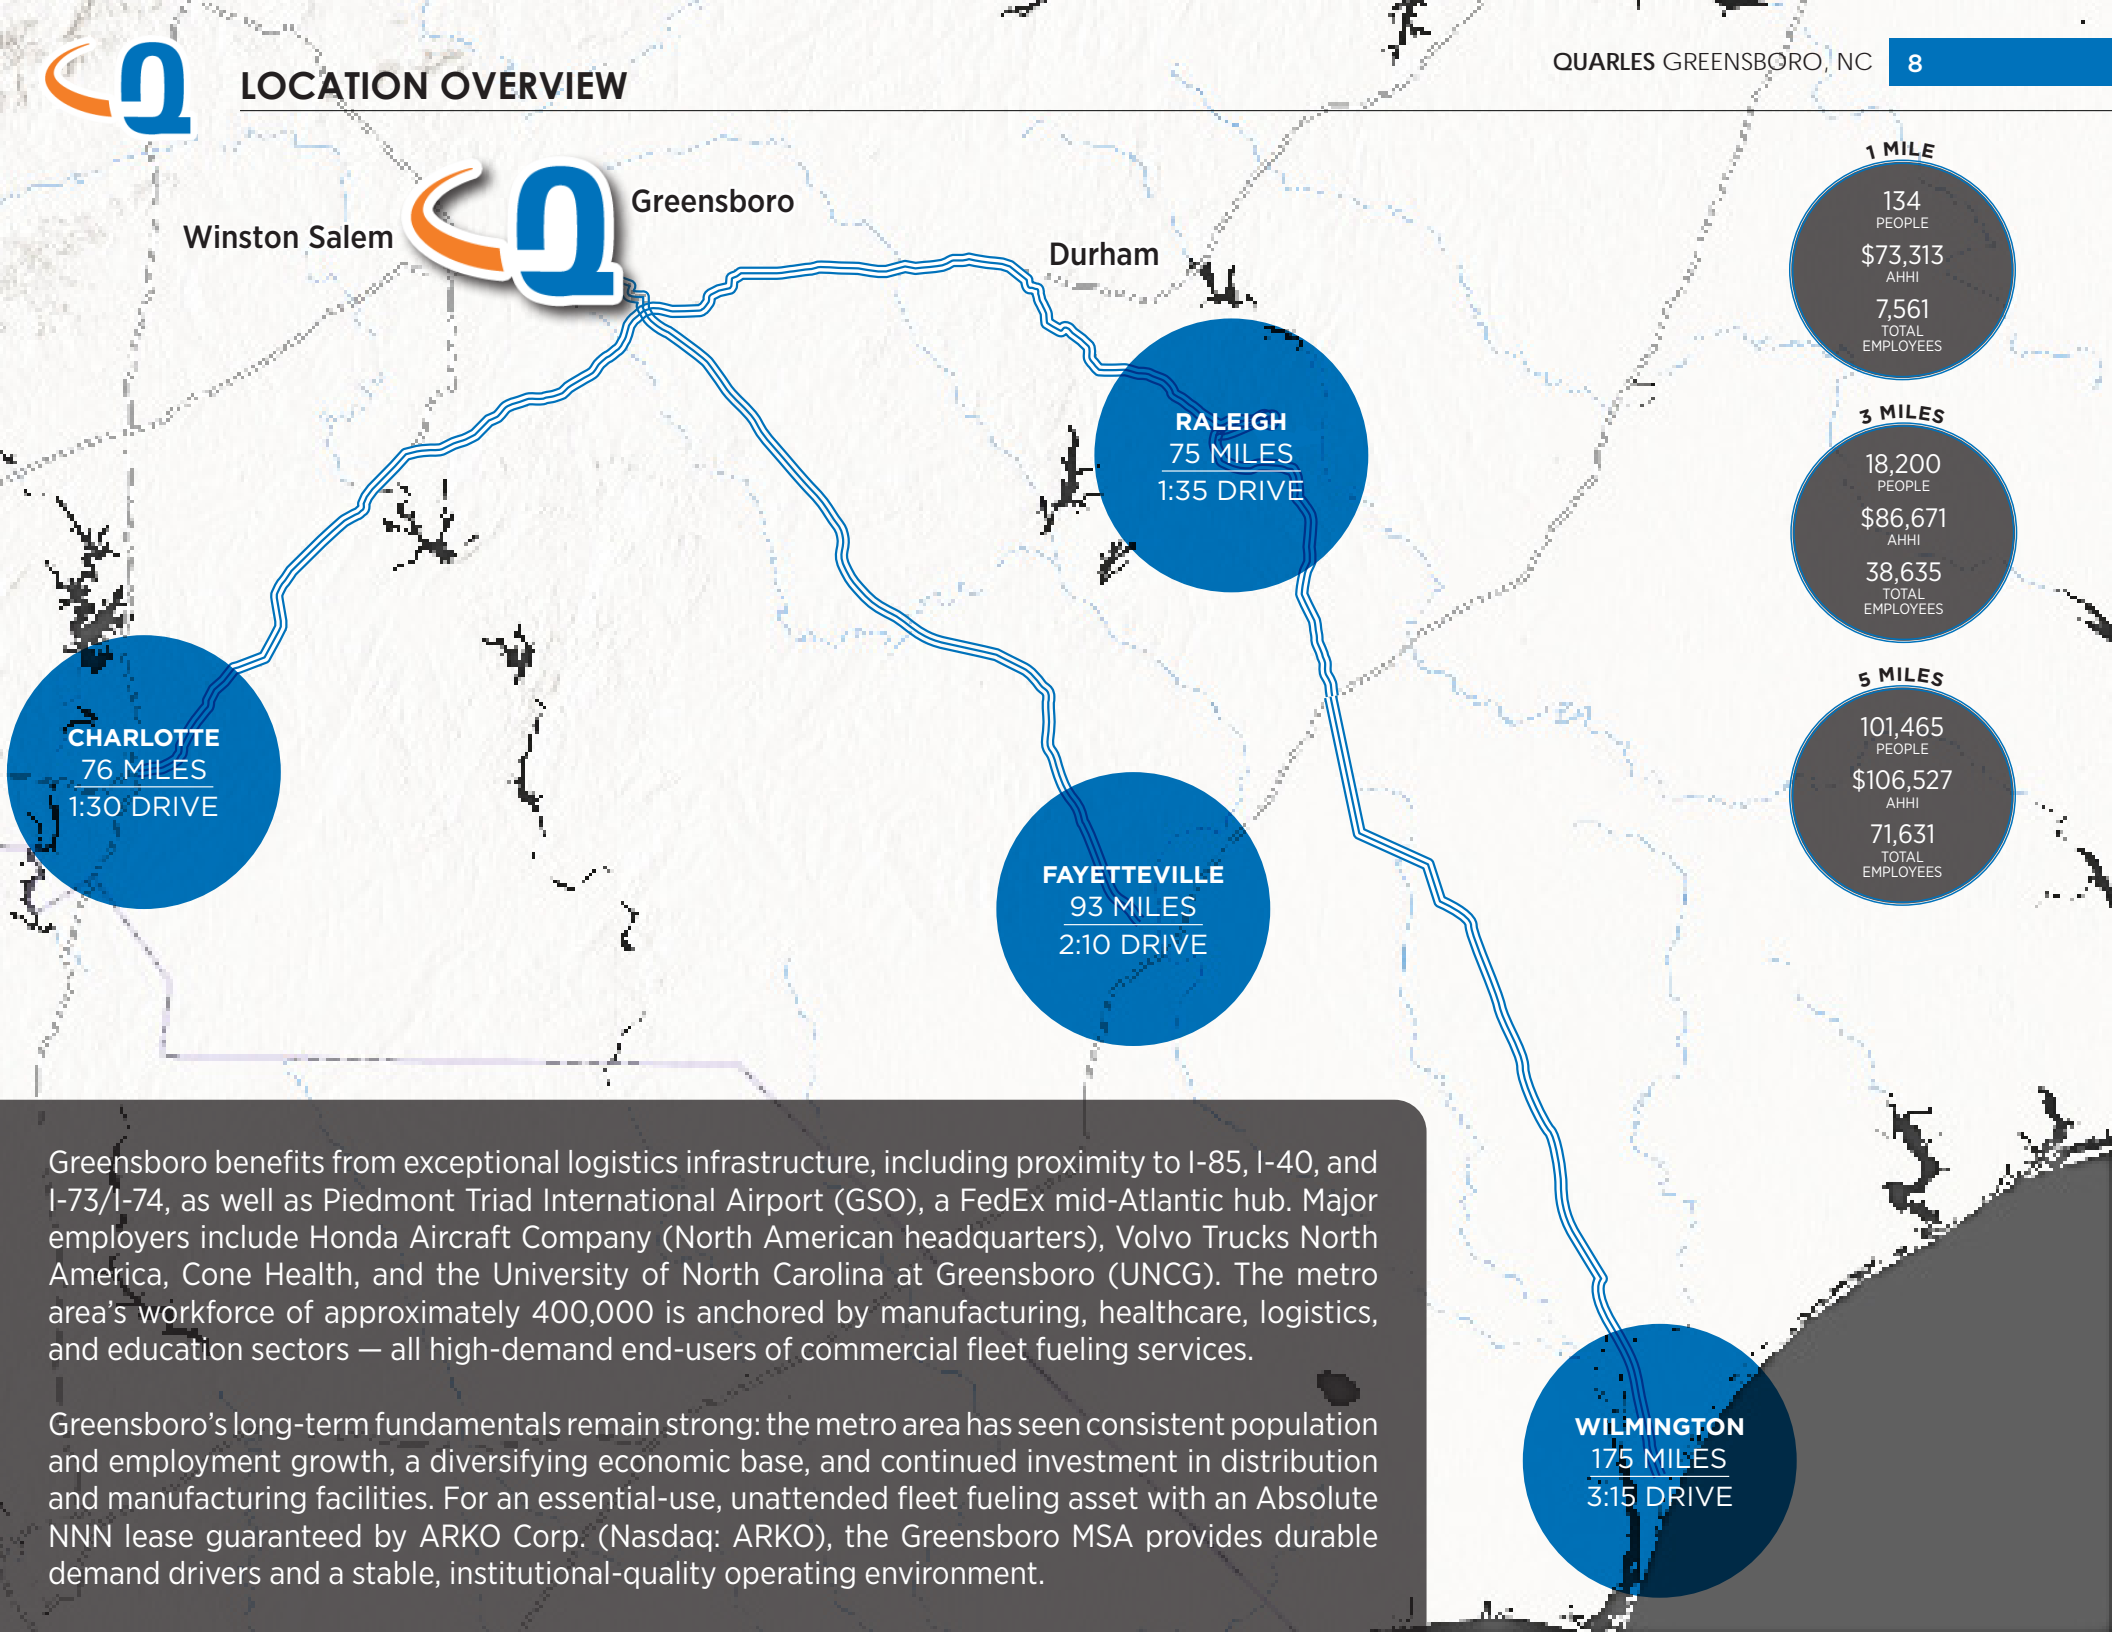 LOCATION OVERVIEW
QUARLES GREENSBORO, NC
8
Winston Salem
Greensboro
Durham
RALEIGH
75 MILES
1:35 DRIVE
CHARLOTTE
76 MILES
1:30 DRIVE
FAYETTEVILLE
93 MILES
2:10 DRIVE
WILMINGTON
175 MILES
3:15 DRIVE
1 MILE
134
PEOPLE
$73,313
AHHI
7,561
TOTAL
EMPLOYEES
3 MILES
18,200
PEOPLE
$86,671
AHHI
38,635
TOTAL
EMPLOYEES
5 MILES
101,465
PEOPLE
$106,527
AHHI
71,631
TOTAL
EMPLOYEES
Greensboro benefits from exceptional logistics infrastructure, including proximity to I-85, I-40, and
I-73/I-74, as well as Piedmont Triad International Airport (GSO), a FedEx mid-Atlantic hub. Major
employers include Honda Aircraft Company (North American headquarters), Volvo Trucks North
America, Cone Health, and the University of North Carolina at Greensboro (UNCG). The metro
area's workforce of approximately 400,000 is anchored by manufacturing, healthcare, logistics,
and education sectors — all high-demand end-users of commercial fleet fueling services.
Greensboro's long-term fundamentals remain strong: the metro area has seen consistent population
and employment growth, a diversifying economic base, and continued investment in distribution
and manufacturing facilities. For an essential-use, unattended fleet fueling asset with an Absolute
NNN lease guaranteed by ARKO Corp. (Nasdaq: ARKO), the Greensboro MSA provides durable
demand drivers and a stable, institutional-quality operating environment.